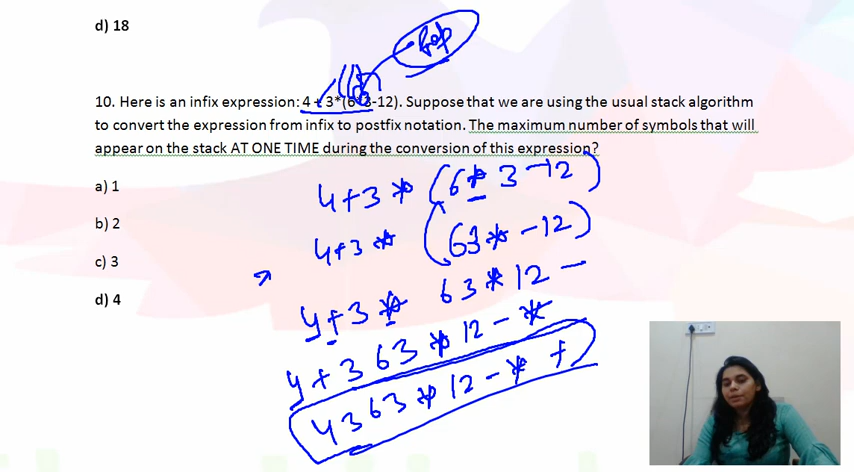 d) 18
10. Here is an infix expression: 4 + 3*(6*3-12). Suppose that we are using the usual stack algorithm
to convert the expression from infix to postfix notation. The maximum number of symbols that will
appear on the stack AT ONE TIME during the conversion of this expression?
a) 1
b) 2
c) 3
d) 4
4+3 * (6 * 3 -12)
4+3 * (63* -12)
→ 4+3 * 63*12 -
4+3 63 * 12 - *
4363 * 12 - * +